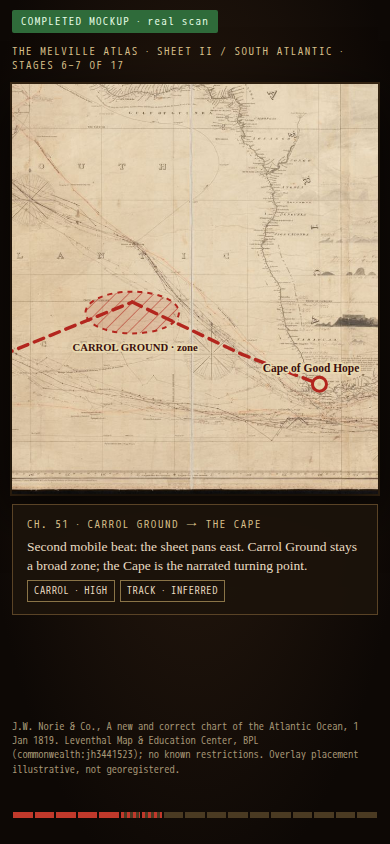 COMPLETED MOCKUP · real scan
THE MELVILLE ATLAS · SHEET II / SOUTH ATLANTIC ·
STAGES 6–7 OF 17
O U T H
L A N T I C
CARROL GROUND · zone
Cape of Good Hope
CH. 51 · CARROL GROUND → THE CAPE
Second mobile beat: the sheet pans east. Carrol Ground stays
a broad zone; the Cape is the narrated turning point.
CARROL – HIGH
TRACK – INFERRED
J.W. Norie & Co., A new and correct chart of the Atlantic Ocean, 1
Jan 1819. Leventhal Map & Education Center, BPL
(commonwealth:jh3441523); no known restrictions. Overlay placement
illustrative, not georegistered.